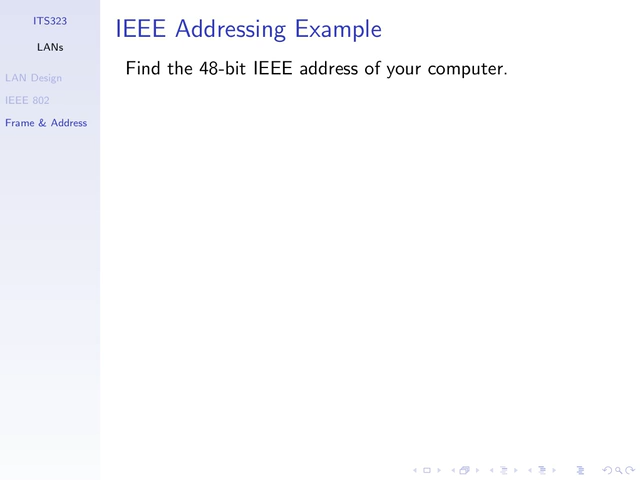 ITS323
LANs
LAN Design
IEEE 802
Frame & Address
IEEE Addressing Example
Find the 48-bit IEEE address of your computer.